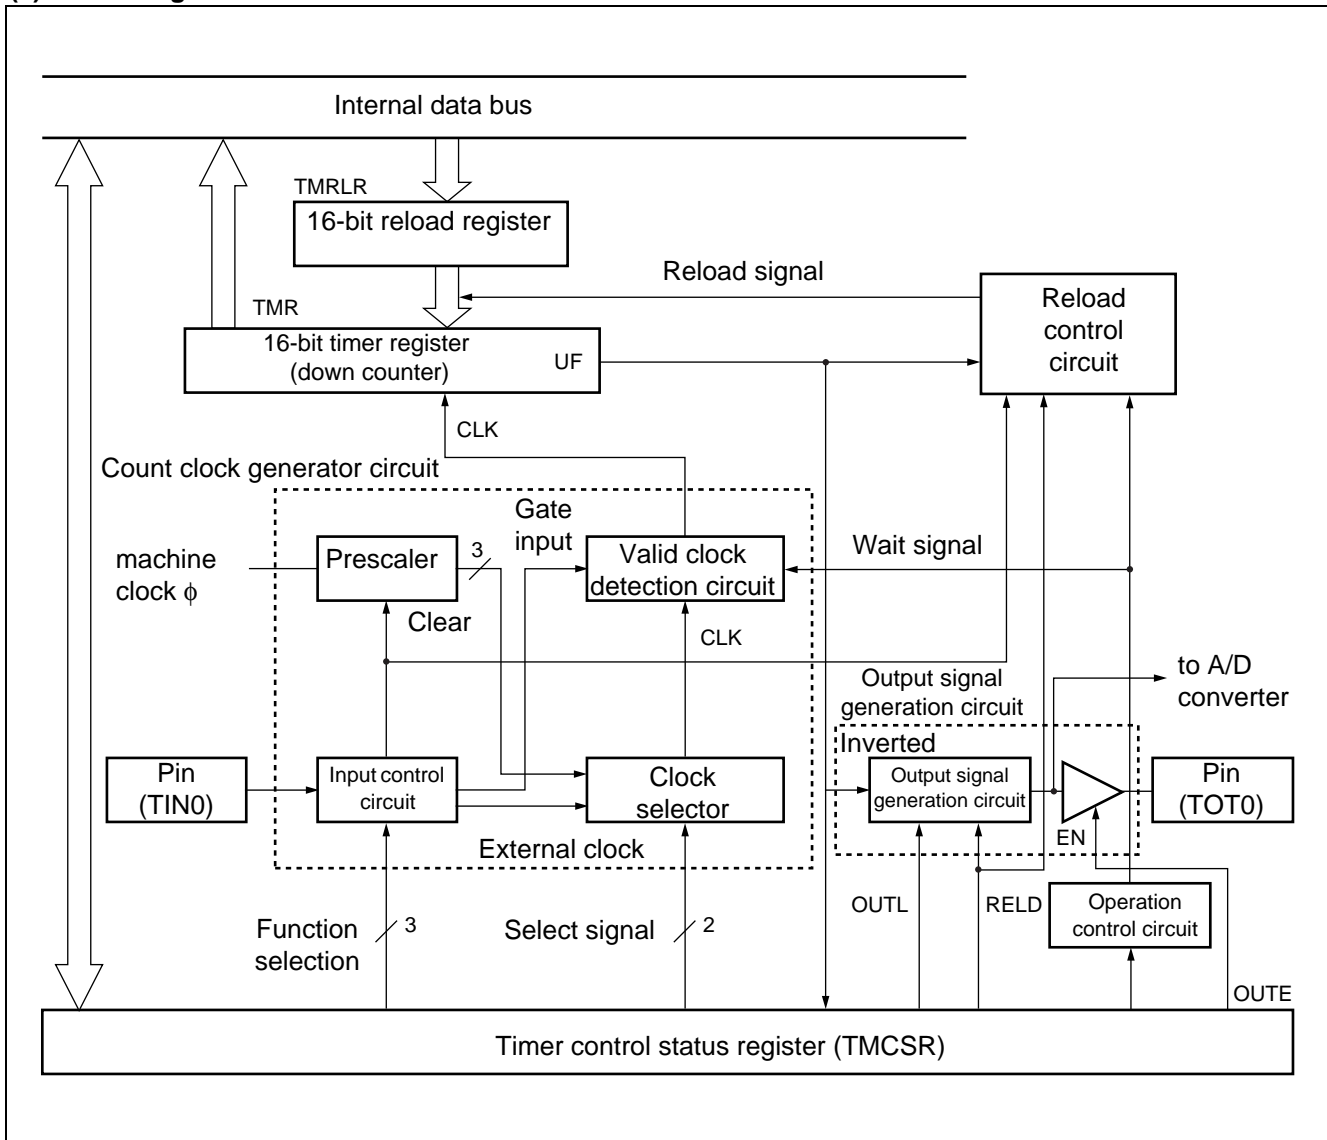 Internal data bus
TMRLR
16-bit reload register
Reload signal
Reload
control
circuit
TMR
16-bit timer register
(down counter)
UF
CLK
Count clock generator circuit
Gate
input
machine
clock ϕ
Prescaler
3
Valid clock
detection circuit
Wait signal
Clear
CLK
to A/D
converter
Output signal
generation circuit
Inverted
Pin
(TIN0)
Input control
circuit
Clock
selector
Output signal
generation circuit
Pin
(TOT0)
EN
External clock
OUTL
RELD
Operation
control circuit
Function
selection
3
Select signal
2
OUTE
Timer control status register (TMCSR)